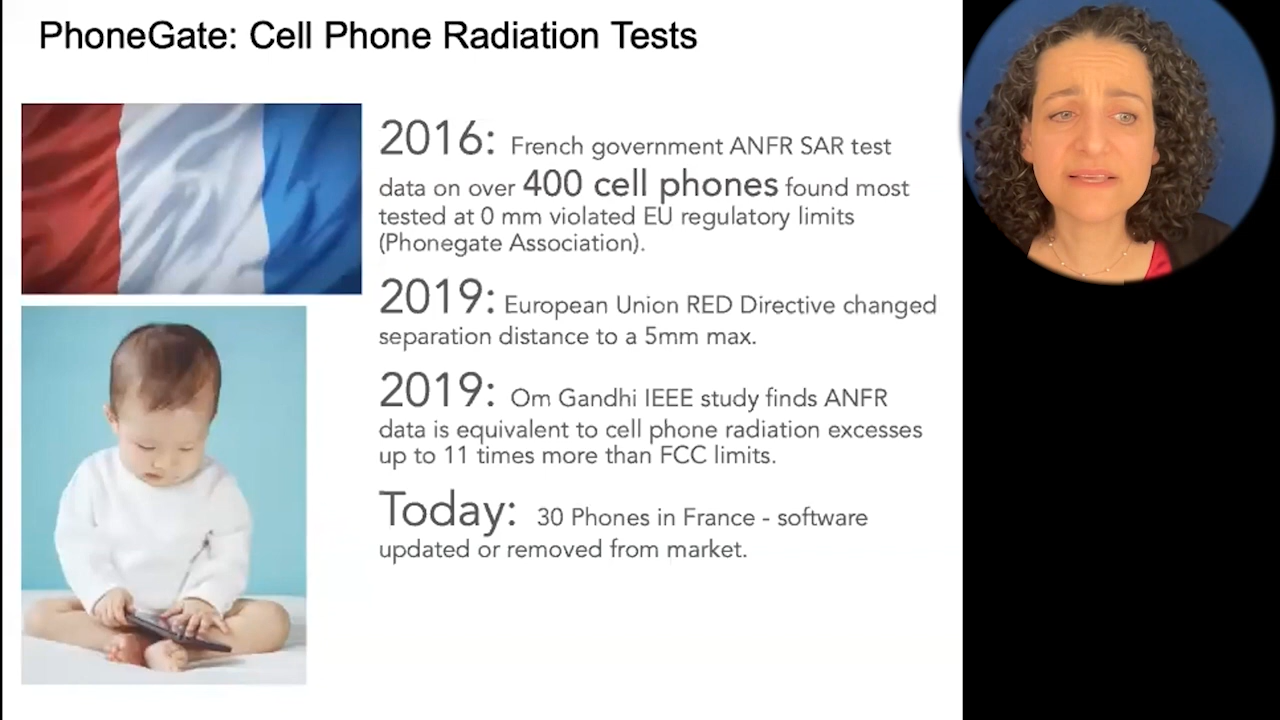 PhoneGate: Cell Phone Radiation Tests
2016: French government ANFR SAR test
data on over 400 cell phones found most
tested at 0 mm violated EU regulatory limits
(Phonegate Association).
2019: European Union RED Directive changed
separation distance to a 5mm max.
2019: Om Gandhi IEEE study finds ANFR
data is equivalent to cell phone radiation excesses
up to 11 times more than FCC limits.
Today: 30 Phones in France - software
updated or removed from market.